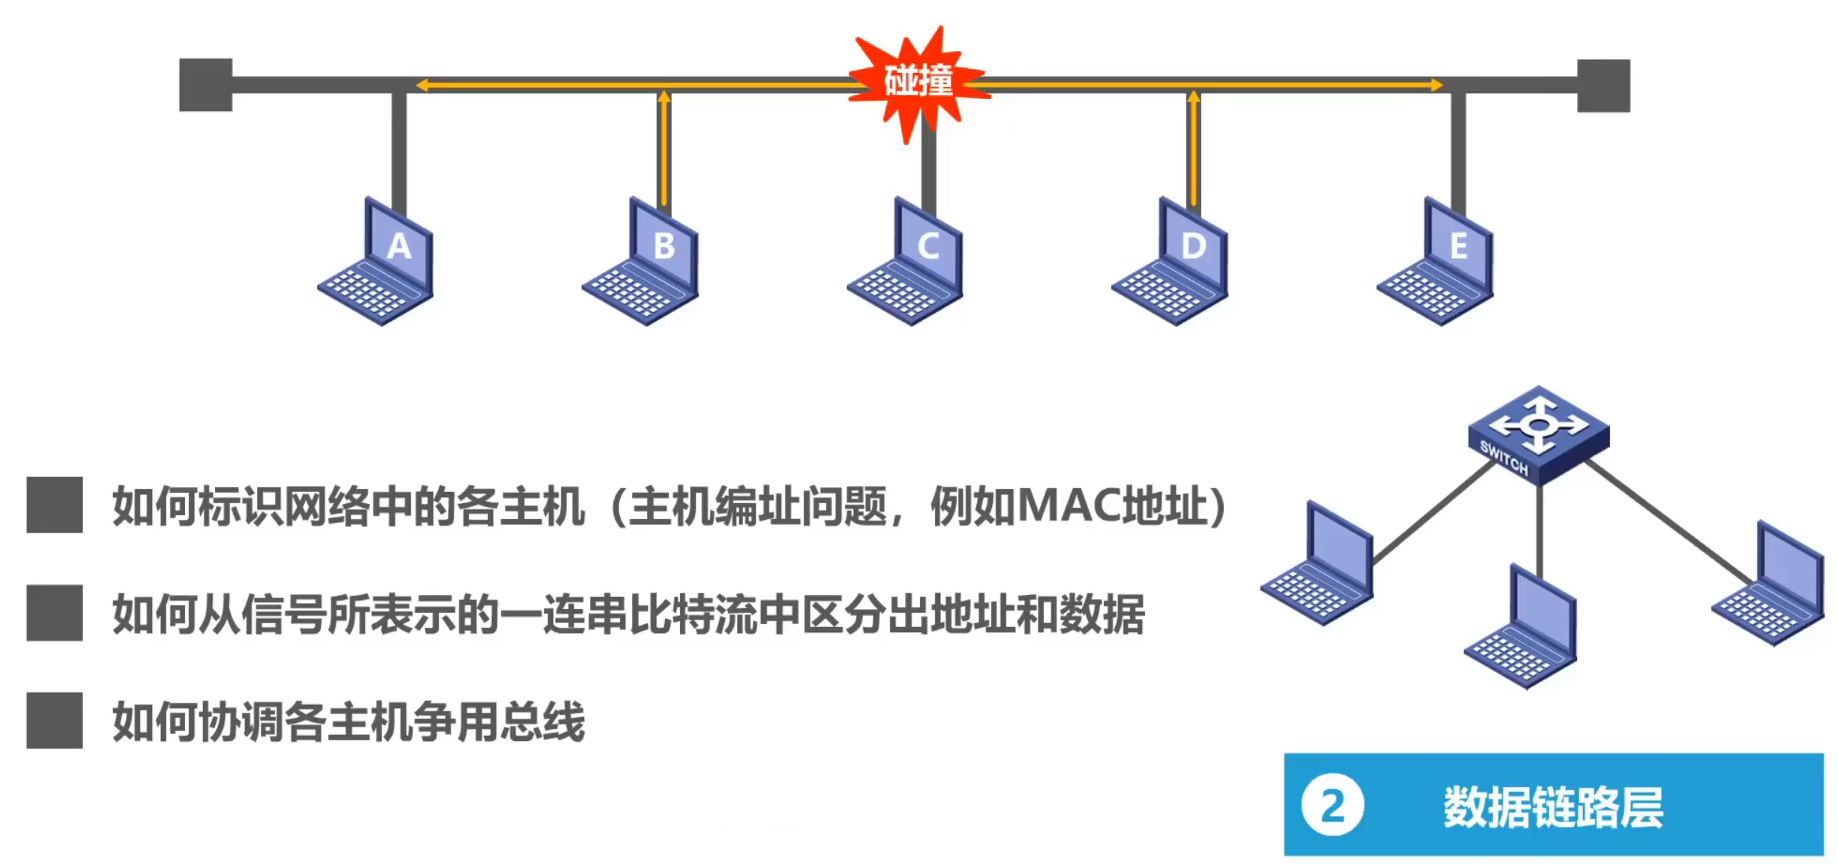 碰撞
A
B
C
D
E
SWITCH
如何标识网络中的各主机（主机编址问题，例如MAC地址）
如何从信号所表示的一连串比特流中区分出地址和数据
如何协调各主机争用总线
2 数据链路层